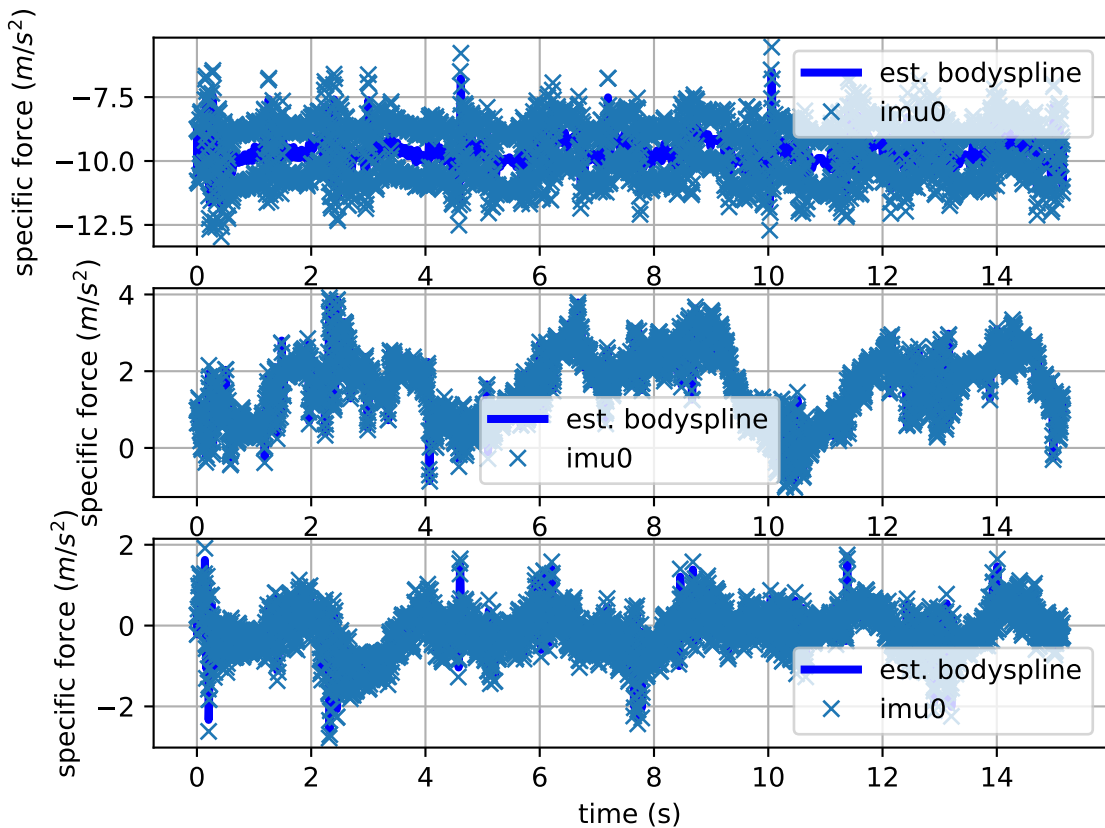 specific force (m/s²)
−7.5
−10.0
−12.5
est. bodyspline
imu0
0 2 4 6 8 10 12 14
specific force (m/s²)
4
2
0
est. bodyspline
imu0
0 2 4 6 8 10 12 14
specific force (m/s²)
2
0
−2
est. bodyspline
imu0
0 2 4 6 8 10 12 14
time (s)